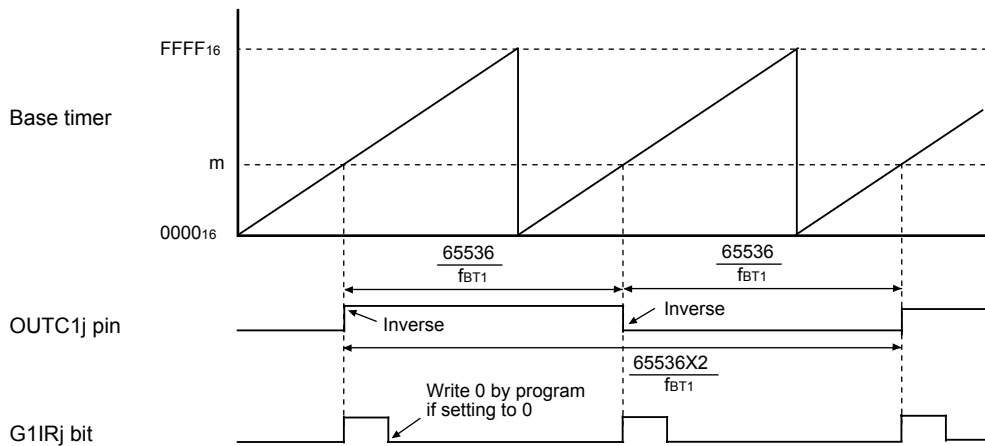 FFFF16
Base timer
m
000016
65536
fBT1
65536
fBT1
OUTC1j pin
Inverse
Inverse
65536X2
fBT1
Write 0 by program
if setting to 0
G1IRj bit